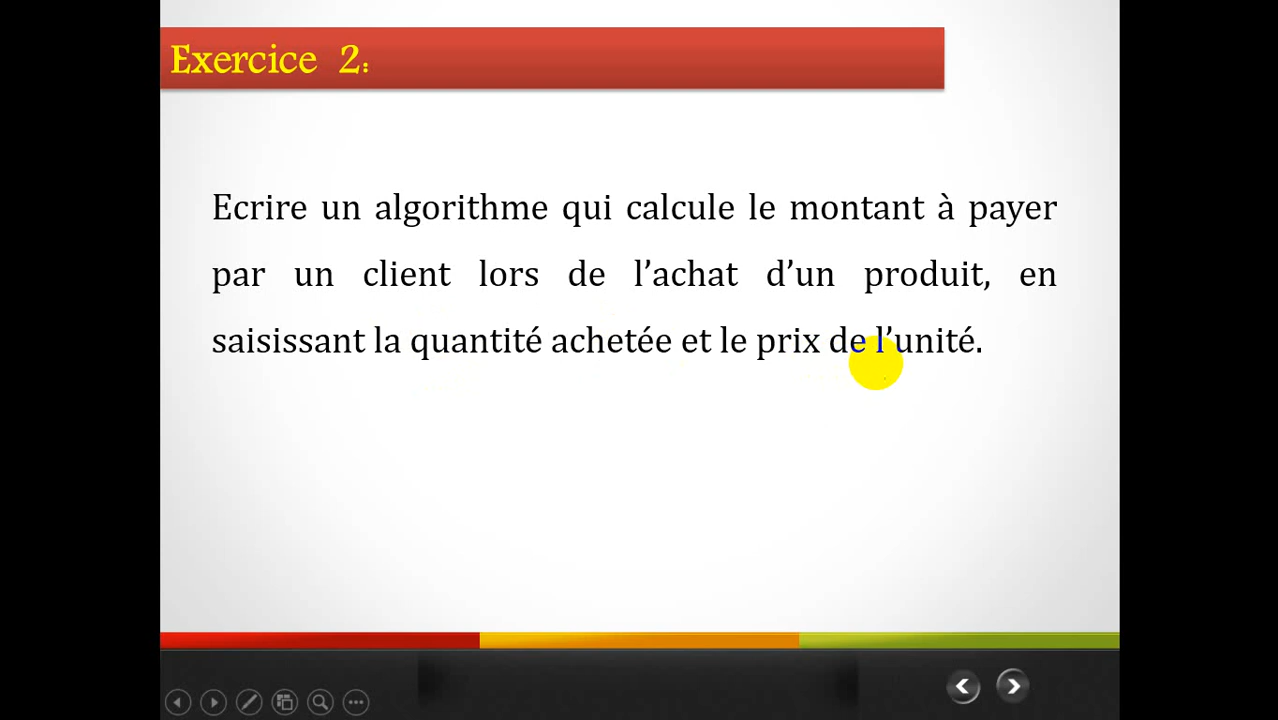 Exercice 2:
Ecrire un algorithme qui calcule le montant à payer
par un client lors de l’achat d’un produit, en
saisissant la quantité achetée et le prix de l’unité.